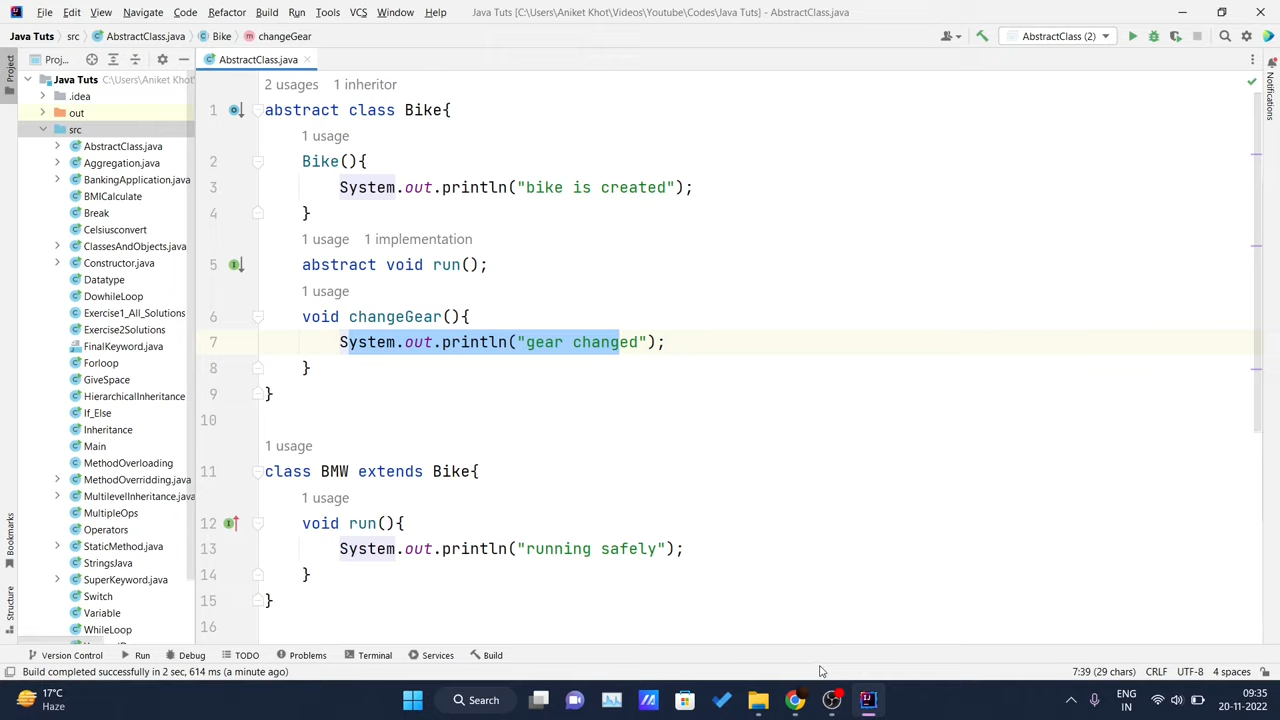 File Edit View Navigate Code Refactor Build Run Tools VCS Window Help Java Tuts [C:\Users\Aniket Khot\Videos\Youtube\Codes\Java Tuts] - AbstractClass.java
Java Tuts src AbstractClass.java Bike changeGear AbstractClass (2)
Proj... AbstractClass.java
Project
Notifications
Bookmarks
Structure
Java Tuts C:\Users\Aniket Khot
.idea
out
src
AbstractClass.java
Aggregation.java
BankingApplication.java
BMICalculate
Break
Celsiusconvert
ClassesAndObjects.java
Constructor.java
Datatype
DowhileLoop
Exercise1_All_Solutions
Exercise2Solutions
FinalKeyword.java
Forloop
GiveSpace
HierarchicalInheritance
If_Else
Inheritance
Main
MethodOverloading
MethodOverridding.java
MultilevelInheritance.java
MultipleOps
Operators
StaticMethod.java
StringsJava
SuperKeyword.java
Switch
Variable
WhileLoop
2 usages 1 inheritor
1 abstract class Bike{
1 usage
2 Bike(){
3 System.out.println("bike is created");
4 }
1 usage 1 implementation
5 abstract void run();
1 usage
6 void changeGear(){
7 System.out.println("gear changed");
8 }
9 }
10
1 usage
11 class BMW extends Bike{
1 usage
12 void run(){
13 System.out.println("running safely");
14 }
15 }
16
Version Control Run Debug TODO Problems Terminal Services Build
Build completed successfully in 2 sec, 614 ms (a minute ago) 7:39 (29 chars) CRLF UTF-8 4 spaces
17°C
Haze
Search
ENG
IN
09:35
20-11-2022